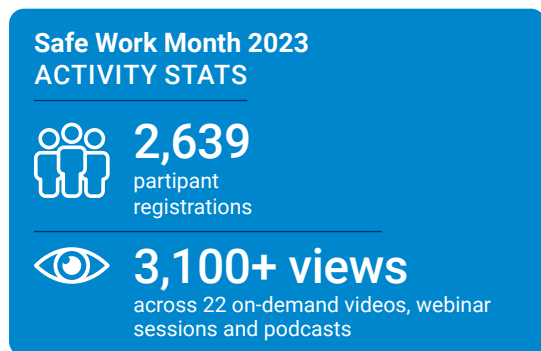 Safe Work Month 2023
ACTIVITY STATS
2,639
partipant
registrations
3,100+ views
across 22 on-demand videos, webinar
sessions and podcasts